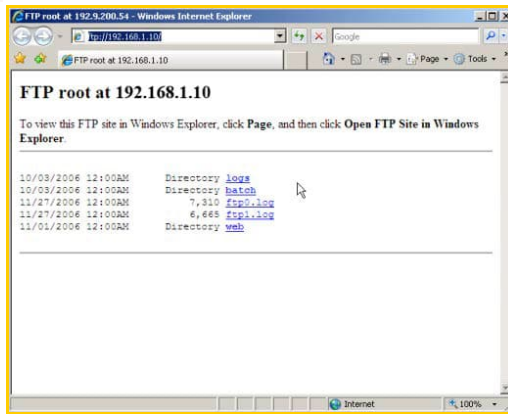 FTP root at 192.9.200.54 - Windows Internet Explorer
ftp://192.168.1.10/
Google
FTP root at 192.168.1.10
Page
Tools
FTP root at 192.168.1.10
To view this FTP site in Windows Explorer, click Page, and then click Open FTP Site in Windows
Explorer.
10/03/2006 12:00AM Directory logs
10/03/2006 12:00AM Directory batch
11/27/2006 12:00AM 7,310 ftp0.log
11/27/2006 12:00AM 6,665 ftp1.log
11/01/2006 12:00AM Directory web
Internet
100%